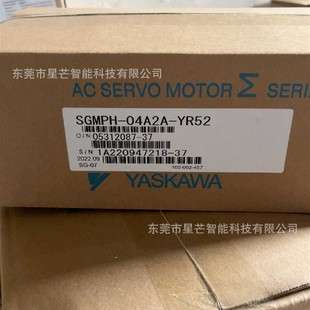 东莞市星芒智能科技有限公司
AC SERVO MOTOR Σ SERI
SGMPH-04A2A-YR52
O/N 05312087-37
S/N 1A220947218-37
2022.09
SG-07
YASKAWA
东莞市星芒智能科技有限公司